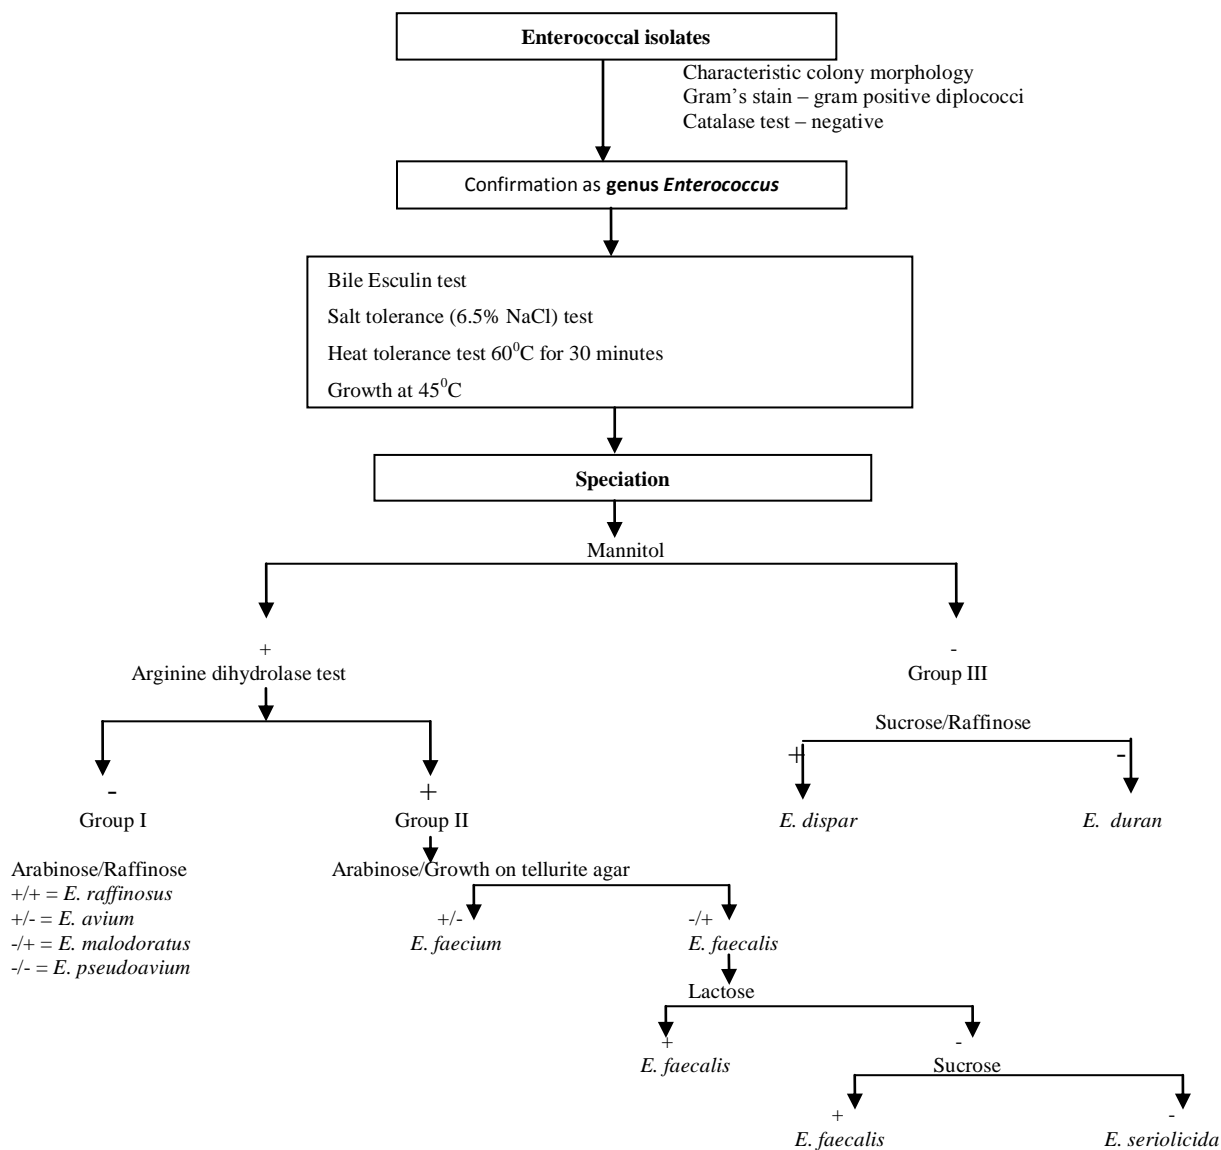 Enterococcal isolates
Characteristic colony morphology
Gram's stain – gram positive diplococci
Catalase test – negative
Confirmation as genus Enterococcus
Bile Esculin test
Salt tolerance (6.5% NaCl) test
Heat tolerance test 60⁰C for 30 minutes
Growth at 45⁰C
Speciation
Mannitol
+
Arginine dihydrolase test
-
Group III
Sucrose/Raffinose
+
-
E. dispar
E. duran
-
Group I
+
Group II
Arabinose/Raffinose
+/+ = E. raffinosus
+/- = E. avium
-/+ = E. malodoratus
-/- = E. pseudoavium
Arabinose/Growth on tellurite agar
+/-
E. faecium
-/+
E. faecalis
Lactose
+
E. faecalis
-
Sucrose
+
E. faecalis
-
E. seriolicida